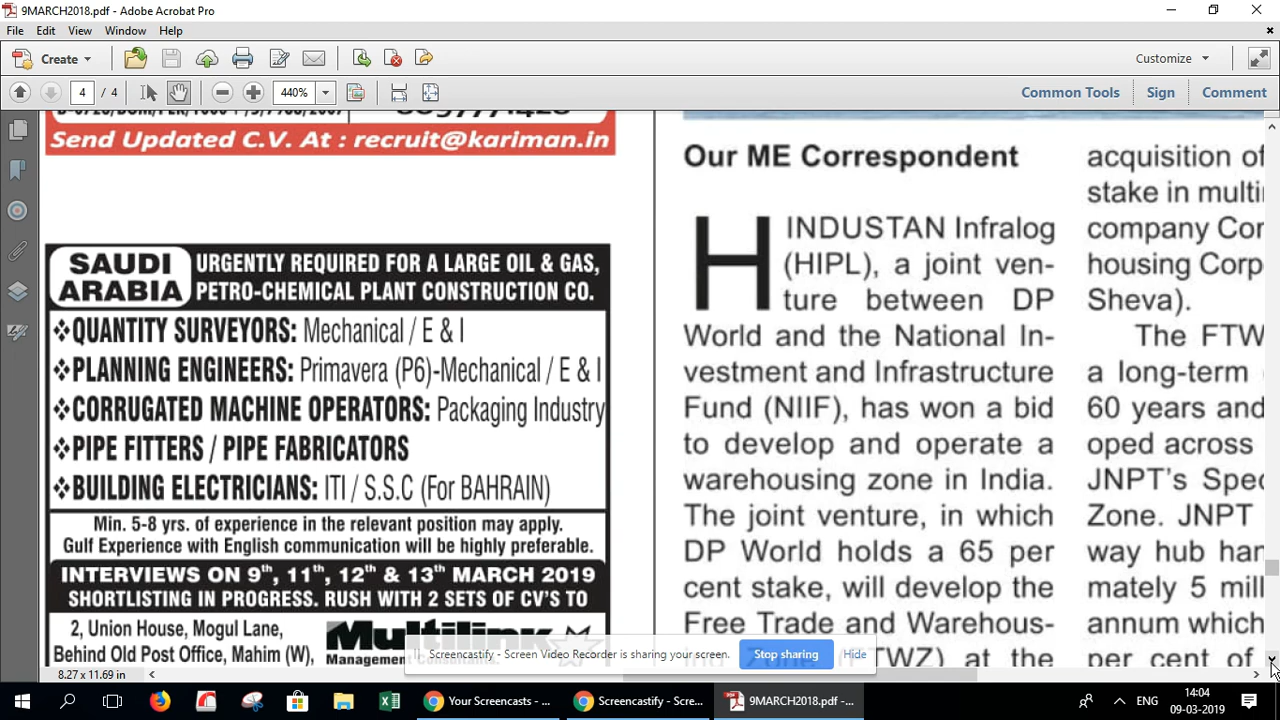 9MARCH2018.pdf - Adobe Acrobat Pro
File Edit View Window Help
Create
Customize
4 / 4
440%
Common Tools
Sign
Comment
Send Updated C.V. At : recruit@kariman.in
SAUDI ARABIA
URGENTLY REQUIRED FOR A LARGE OIL & GAS,
PETRO-CHEMICAL PLANT CONSTRUCTION CO.
❖QUANTITY SURVEYORS: Mechanical / E & I
❖PLANNING ENGINEERS: Primavera (P6)-Mechanical / E & I
❖CORRUGATED MACHINE OPERATORS: Packaging Industry
❖PIPE FITTERS / PIPE FABRICATORS
❖BUILDING ELECTRICIANS: ITI / S.S.C (For BAHRAIN)
Min. 5-8 yrs. of experience in the relevant position may apply.
Gulf Experience with English communication will be highly preferable.
INTERVIEWS ON 9th, 11th, 12th & 13th MARCH 2019
SHORTLISTING IN PROGRESS. RUSH WITH 2 SETS OF CV'S TO
2, Union House, Mogul Lane,
Behind Old Post Office, Mahim (W),
Multilink
Management
Our ME Correspondent
HINDUSTAN Infralog
(HIPL), a joint ven-
ture between DP
World and the National In-
vestment and Infrastructure
Fund (NIIF), has won a bid
to develop and operate a
warehousing zone in India.
The joint venture, in which
DP World holds a 65 per
cent stake, will develop the
Free Trade and Warehous-
Zone (FTWZ) at the
acquisition of
stake in multi
company Con
housing Corp
Sheva).
The FTW
a long-term
60 years and
oped across
JNPT's Spec
Zone. JNPT
way hub han
mately 5 mill
annum which
per cent of
Screencastify - Screen Video Recorder is sharing your screen.
Stop sharing
Hide
8.27 x 11.69 in
Your Screencasts - ...
Screencastify - Scree...
9MARCH2018.pdf -...
ENG
14:04
09-03-2019